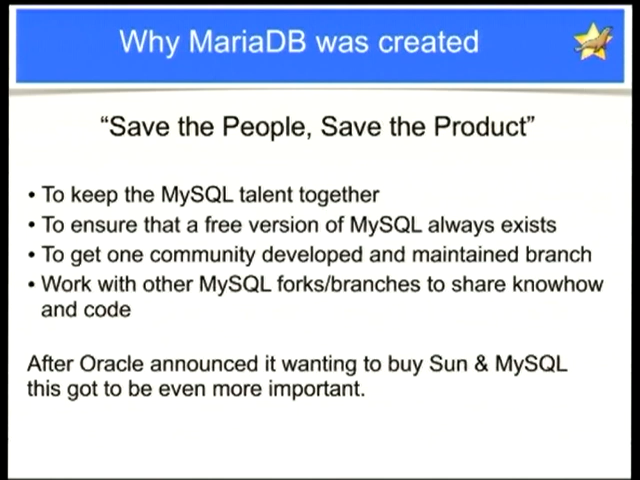 Why MariaDB was created
“Save the People, Save the Product”
• To keep the MySQL talent together
• To ensure that a free version of MySQL always exists
• To get one community developed and maintained branch
• Work with other MySQL forks/branches to share knowhow
and code
After Oracle announced it wanting to buy Sun & MySQL
this got to be even more important.